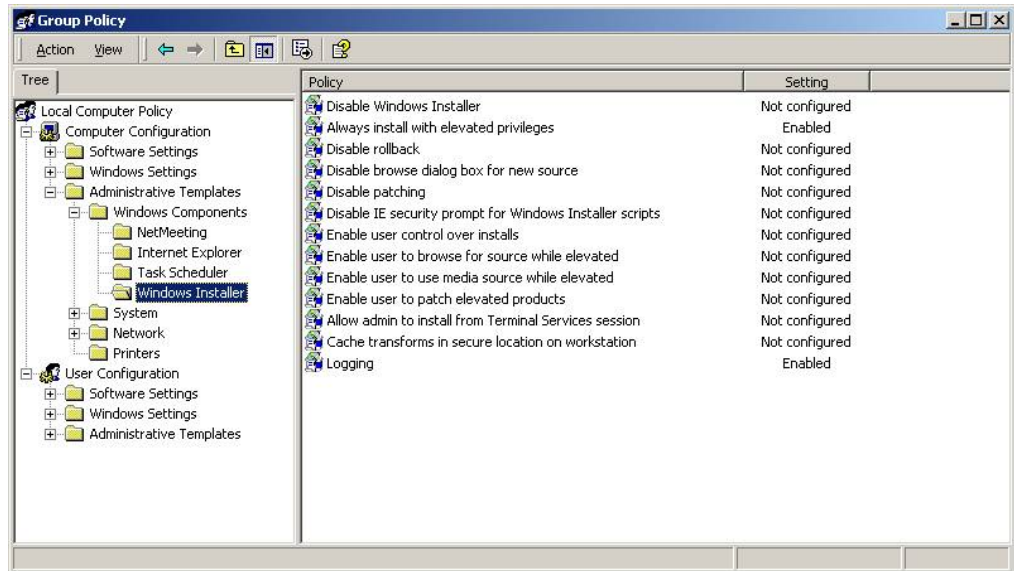 Group Policy
Action View
Tree
Policy Setting
Local Computer Policy
Computer Configuration
Software Settings
Windows Settings
Administrative Templates
Windows Components
NetMeeting
Internet Explorer
Task Scheduler
Windows Installer
System
Network
Printers
User Configuration
Software Settings
Windows Settings
Administrative Templates
Disable Windows Installer Not configured
Always install with elevated privileges Enabled
Disable rollback Not configured
Disable browse dialog box for new source Not configured
Disable patching Not configured
Disable IE security prompt for Windows Installer scripts Not configured
Enable user control over installs Not configured
Enable user to browse for source while elevated Not configured
Enable user to use media source while elevated Not configured
Enable user to patch elevated products Not configured
Allow admin to install from Terminal Services session Not configured
Cache transforms in secure location on workstation Not configured
Logging Enabled